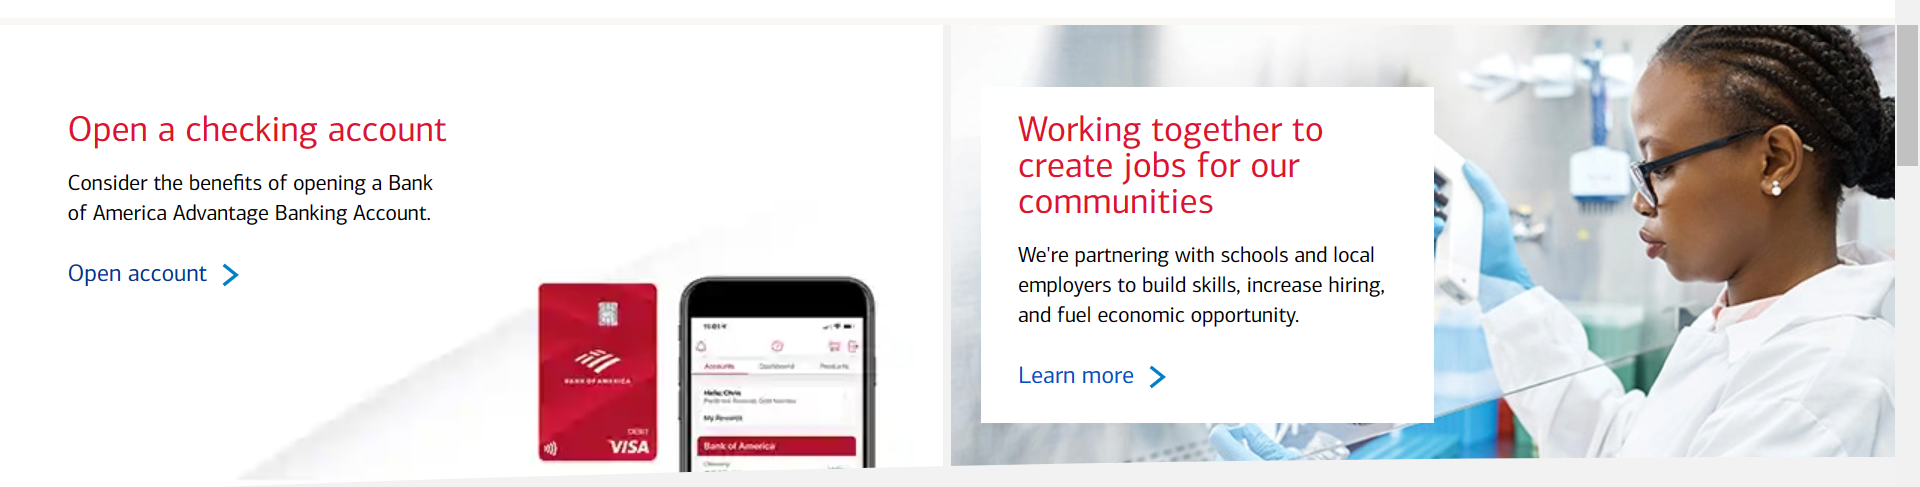 Open a checking account
Consider the benefits of opening a Bank
of America Advantage Banking Account.
Open account
BANK OF AMERICA
DEBIT
VISA
Accounts
Dashboard
Products
Hello, Chris
My Rewards
Bank of America
Working together to
create jobs for our
communities
We're partnering with schools and local
employers to build skills, increase hiring,
and fuel economic opportunity.
Learn more